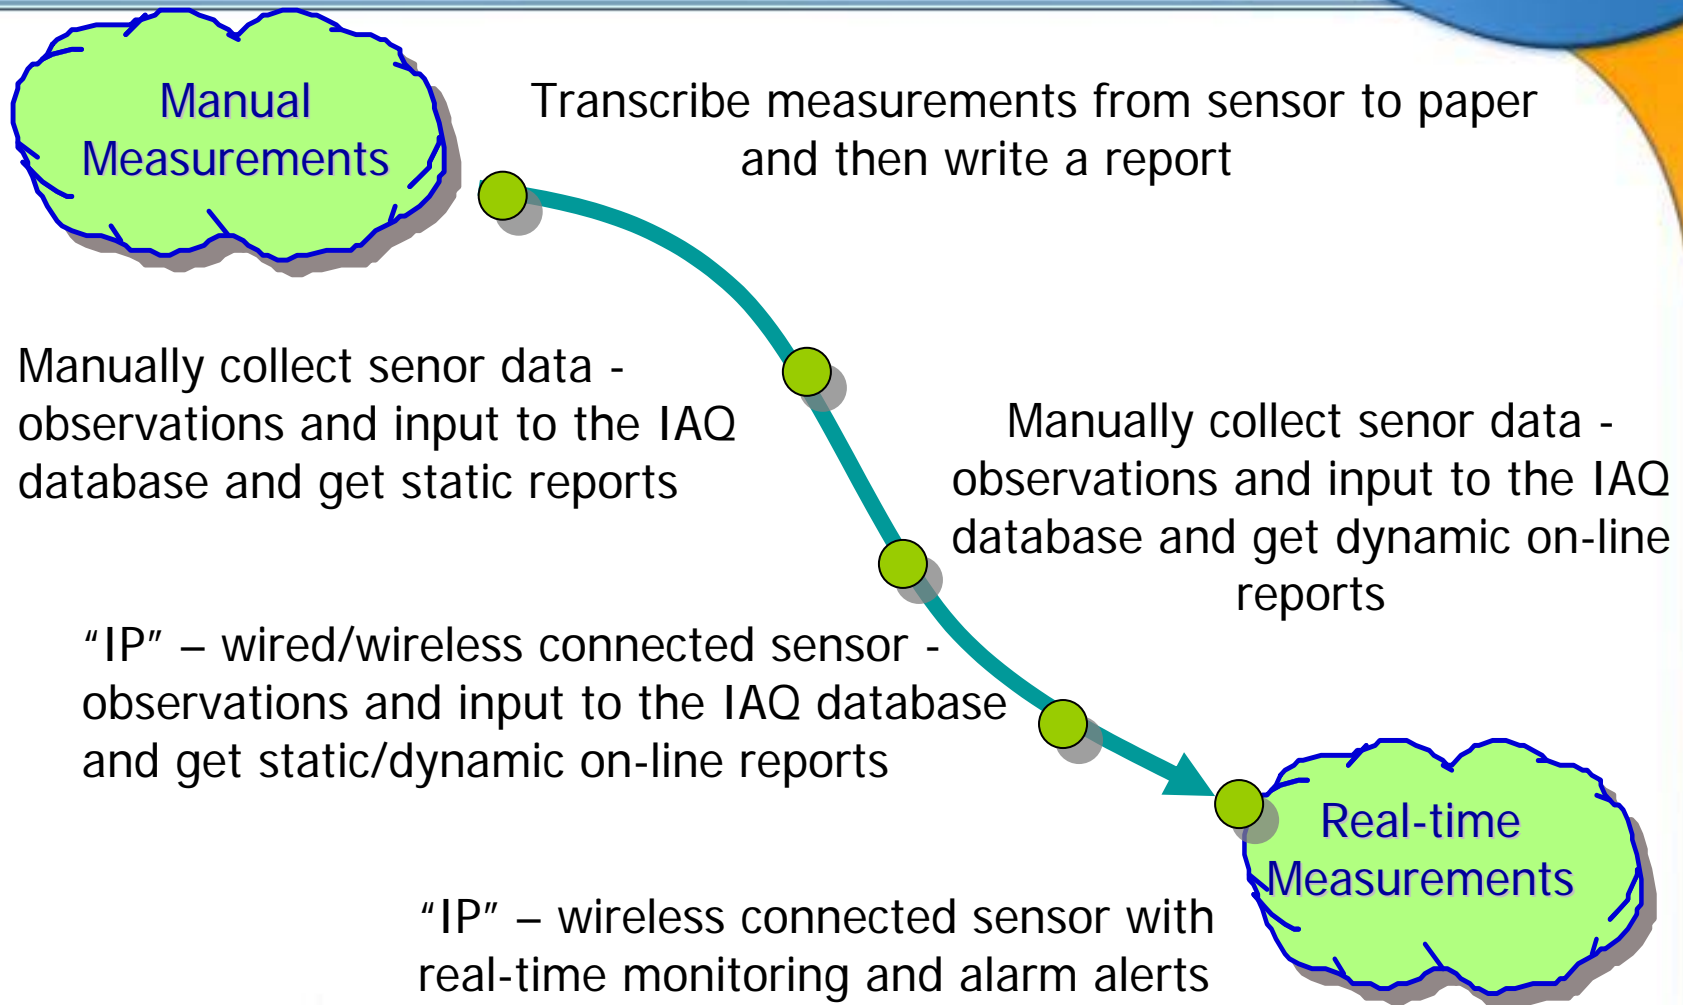 Manual
Measurements
Transcribe measurements from sensor to paper
and then write a report
Manually collect senor data -
observations and input to the IAQ
database and get static reports
Manually collect senor data -
observations and input to the IAQ
database and get dynamic on-line
reports
“IP” – wired/wireless connected sensor -
observations and input to the IAQ database
and get static/dynamic on-line reports
Real-time
Measurements
“IP” – wireless connected sensor with
real-time monitoring and alarm alerts